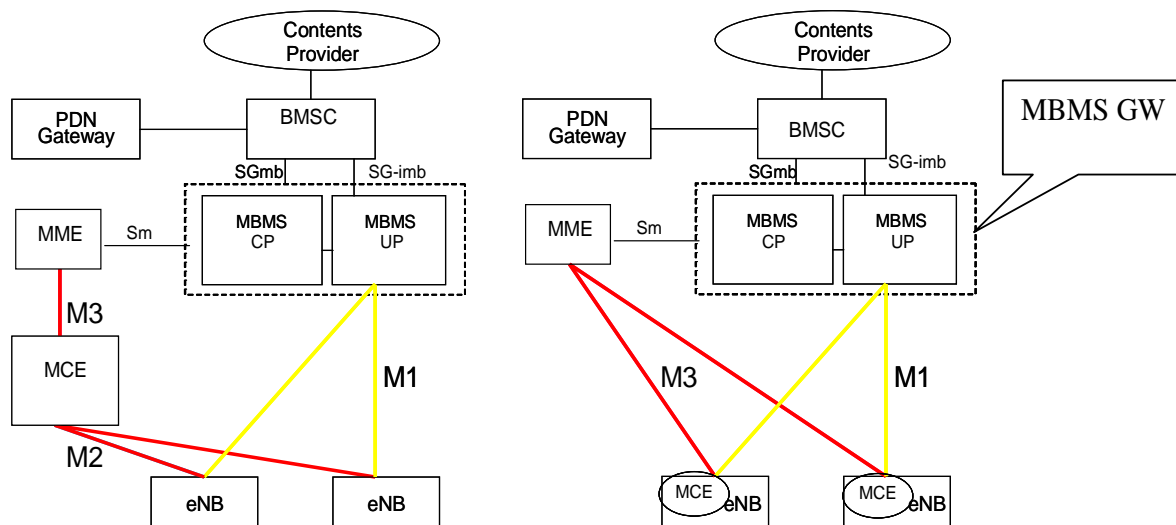 Contents
Provider
PDN
Gateway
BMSC
SGmb
SG-imb
MME
Sm
MBMS
CP
MBMS
UP
M3
MCE
M1
M2
eNB
eNB
Contents
Provider
PDN
Gateway
BMSC
MBMS GW
SGmb
SG-imb
MME
Sm
MBMS
CP
MBMS
UP
M3
M1
MCE
eNB
MCE
eNB